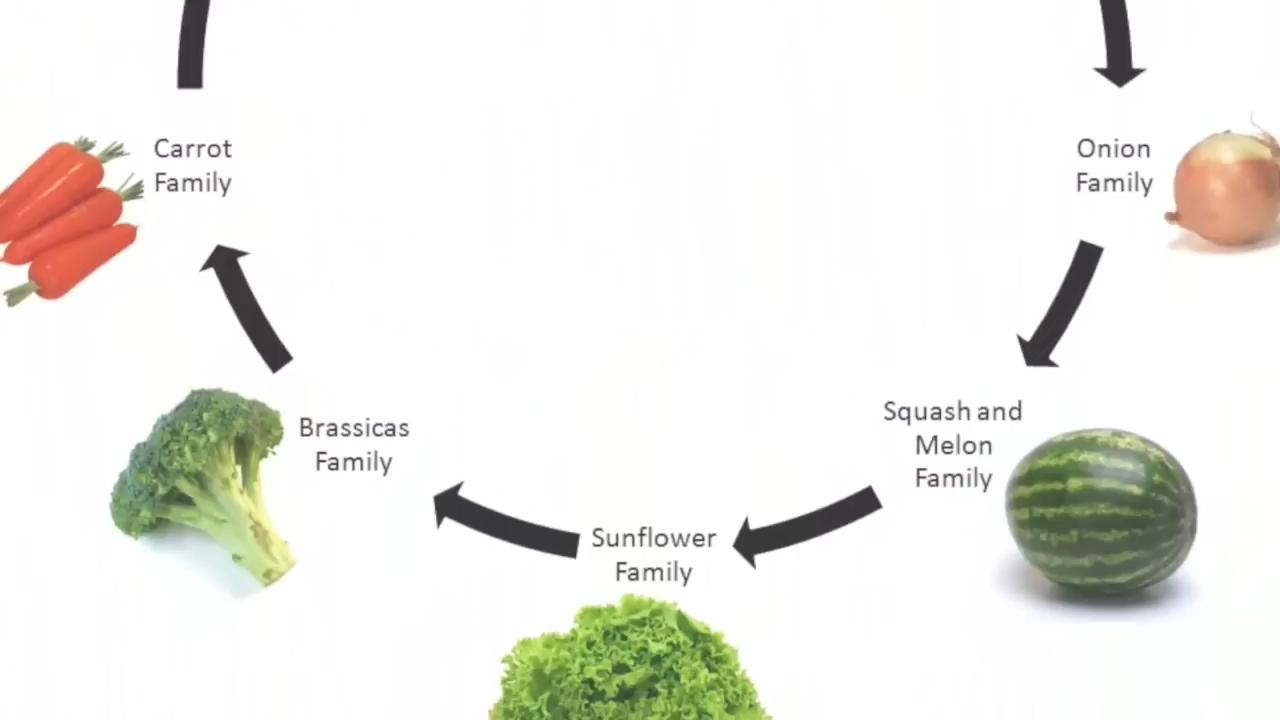 Carrot
Family
Onion
Family
Brassicas
Family
Squash and
Melon
Family
Sunflower
Family